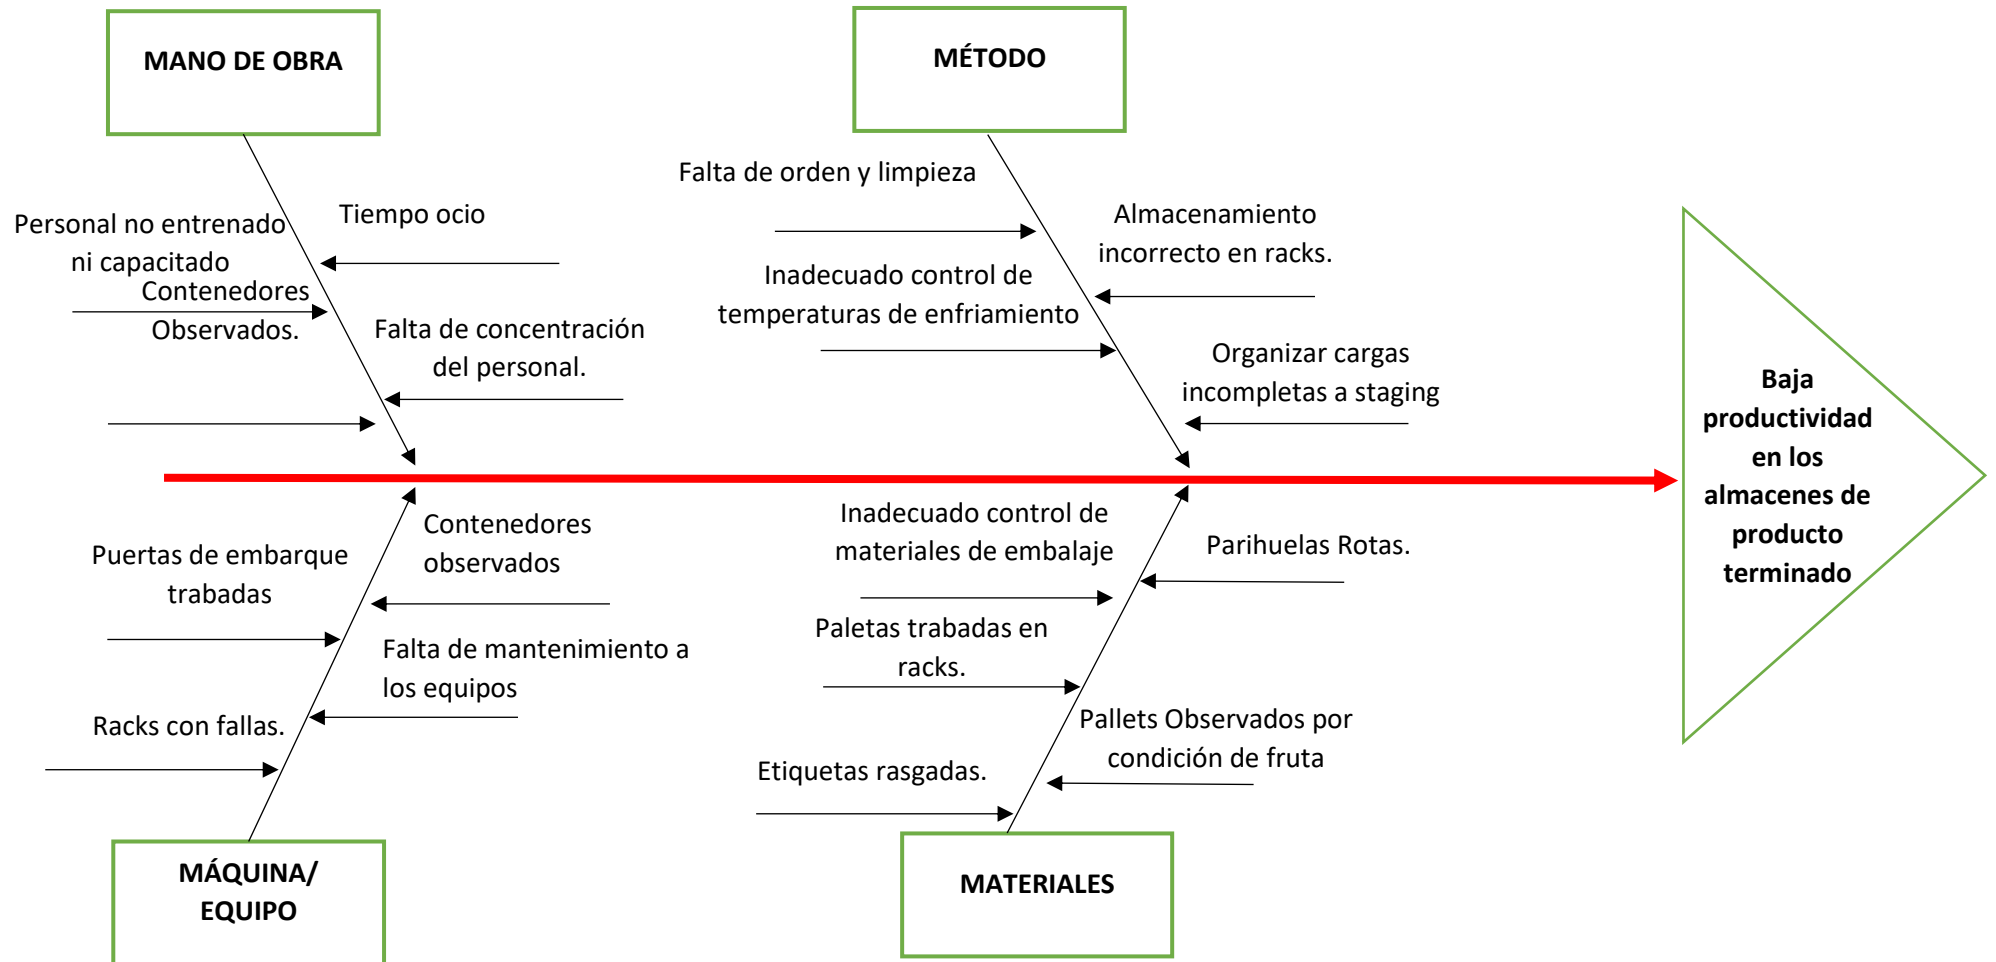 MANO DE OBRA
MÉTODO
Falta de orden y limpieza
Tiempo ocio
Personal no entrenado
ni capacitado
Contenedores
Observados.
Falta de concentración
del personal.
Almacenamiento
incorrecto en racks.
Inadecuado control de
temperaturas de enfriamiento
Organizar cargas
incompletas a staging
Baja
productividad
en los
almacenes de
producto
terminado
Contenedores
observados
Puertas de embarque
trabadas
Falta de mantenimiento a
los equipos
Racks con fallas.
Inadecuado control de
materiales de embalaje
Parihuelas Rotas.
Paletas trabadas en
racks.
Pallets Observados por
condición de fruta
Etiquetas rasgadas.
MÁQUINA/
EQUIPO
MATERIALES